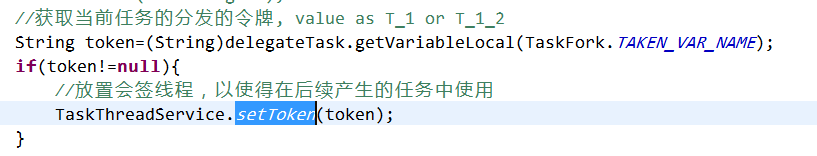 //获取当前任务的分发的令牌, value as T_1 or T_1_2
String token=(String)delegateTask.getVariableLocal(TaskFork.TAKEN_VAR_NAME);
if(token!=null){
//放置会签线程，以使得在后续产生的任务中使用
TaskThreadService.setToken(token);
}